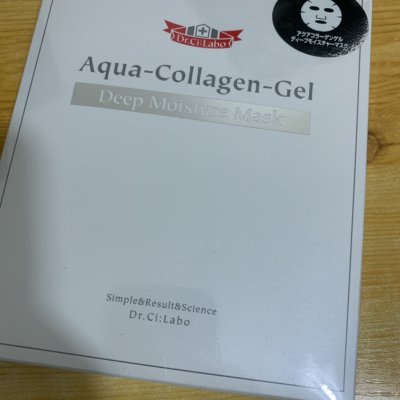 Dr.Ci:Labo
アクアコラーゲンゲル
ディープモイスチャーマスク
Aqua-Collagen-Gel
Deep Moisture Mask
Simple&Result&Science
Dr.Ci:Labo